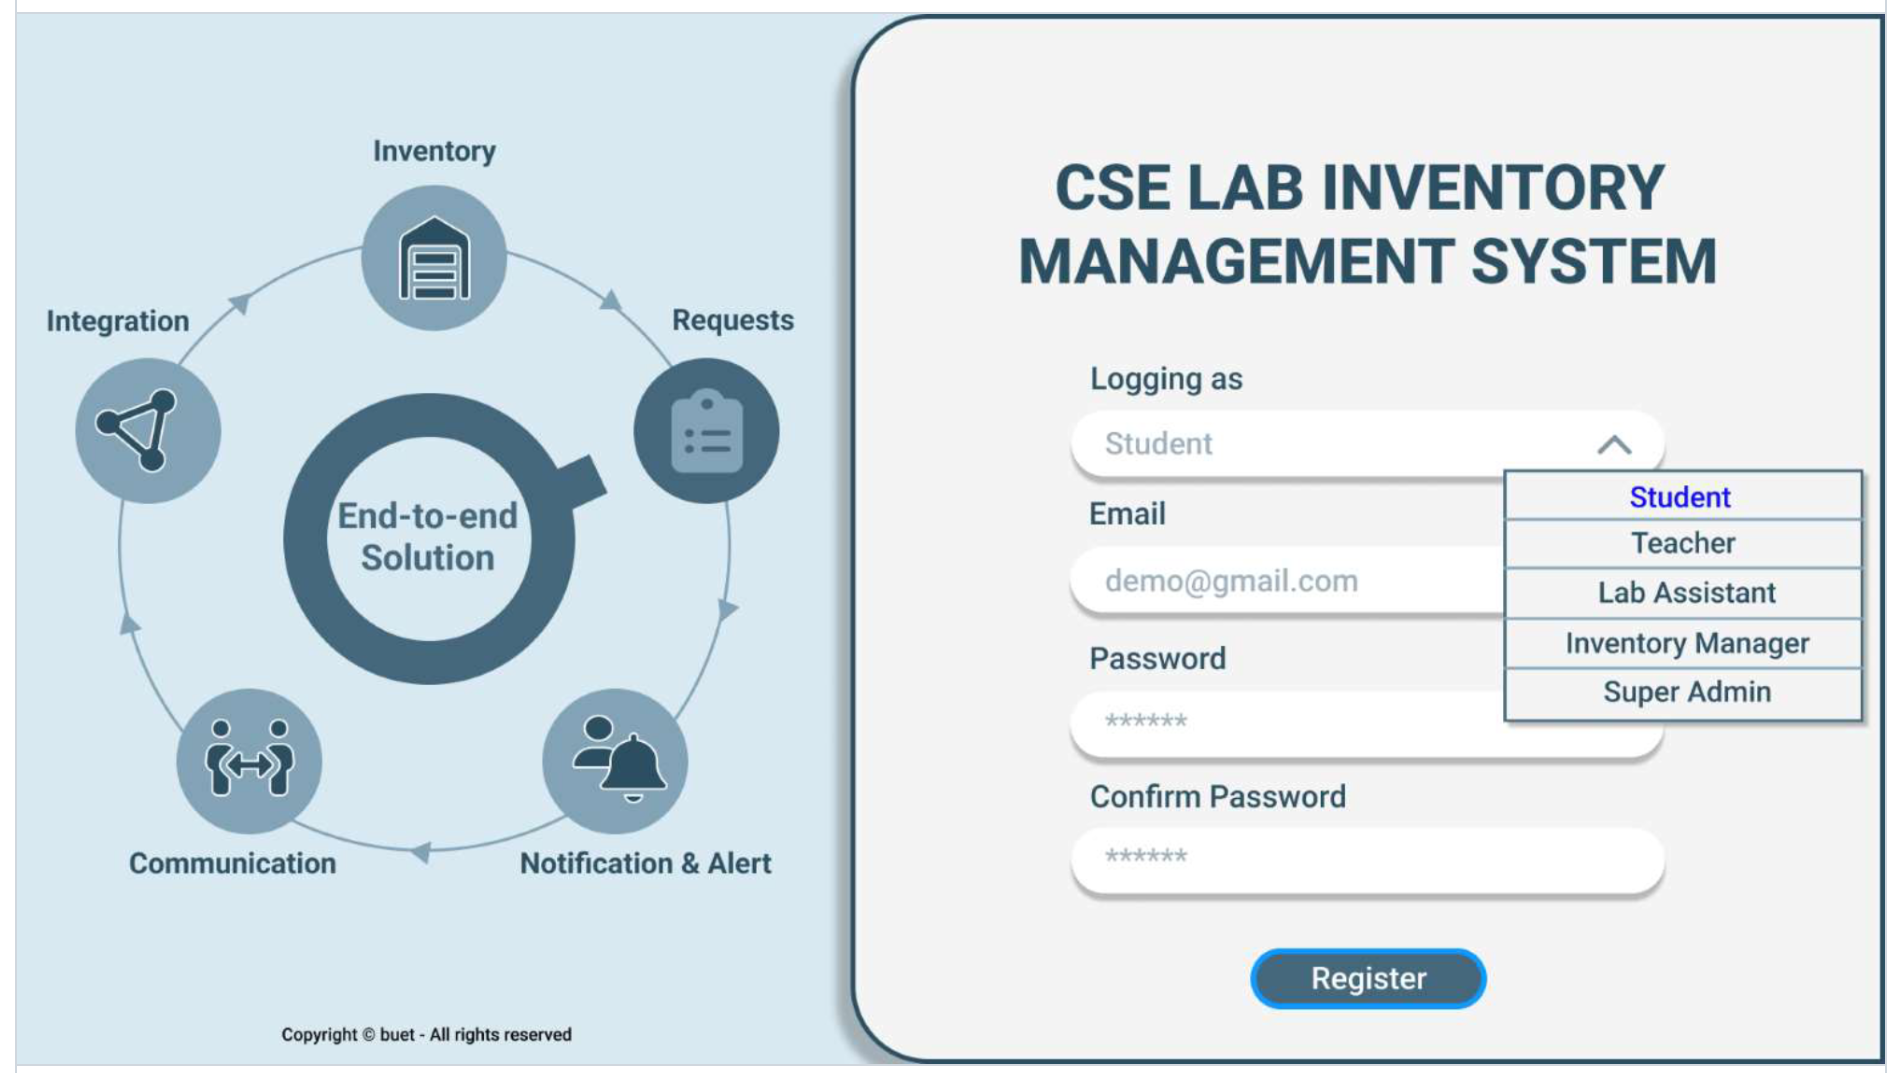 Inventory
Integration
Requests
End-to-end
Solution
Communication
Notification & Alert
Copyright © buet - All rights reserved
CSE LAB INVENTORY
MANAGEMENT SYSTEM
Logging as
Student
Student
Teacher
Lab Assistant
Inventory Manager
Super Admin
Email
demo@gmail.com
Password
******
Confirm Password
******
Register